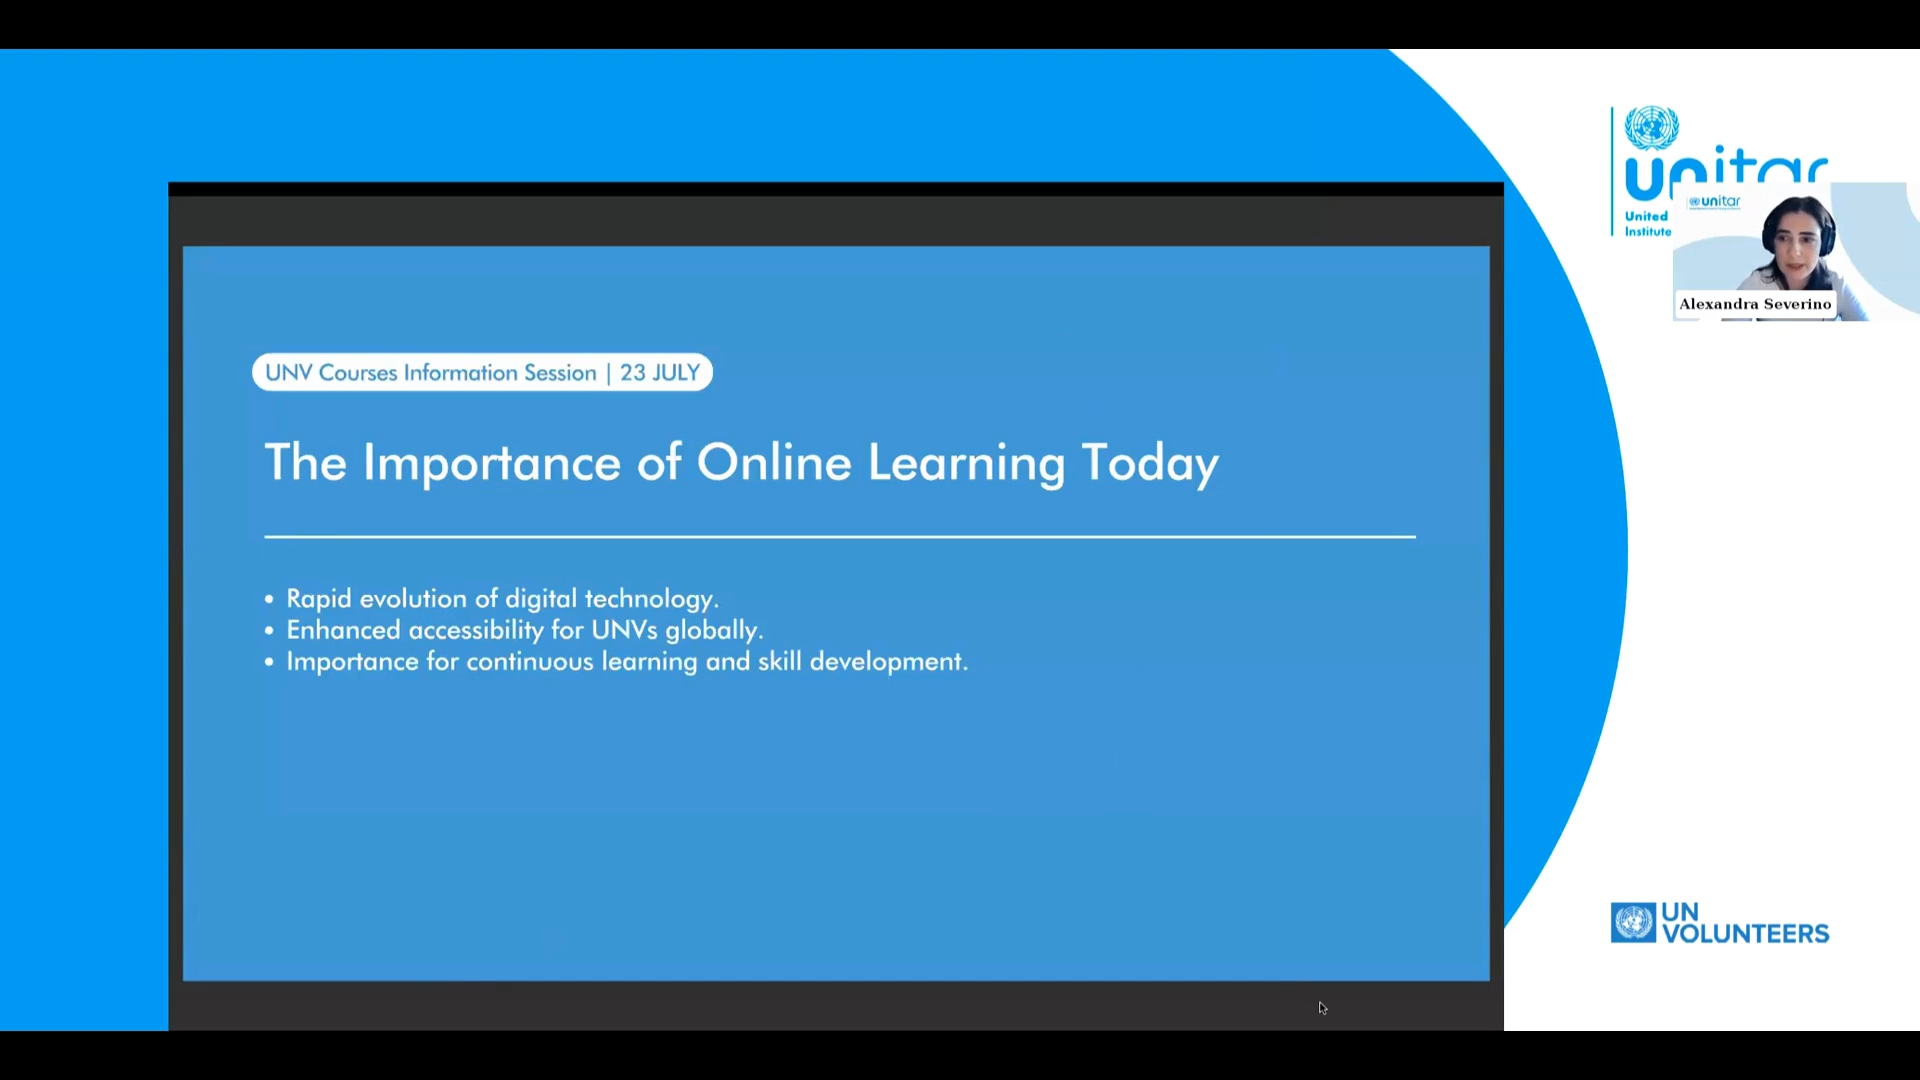 unitar
United
Institute
unitar
Alexandra Severino
UNV Courses Information Session | 23 JULY
The Importance of Online Learning Today
• Rapid evolution of digital technology.
• Enhanced accessibility for UNVs globally.
• Importance for continuous learning and skill development.
UN
VOLUNTEERS